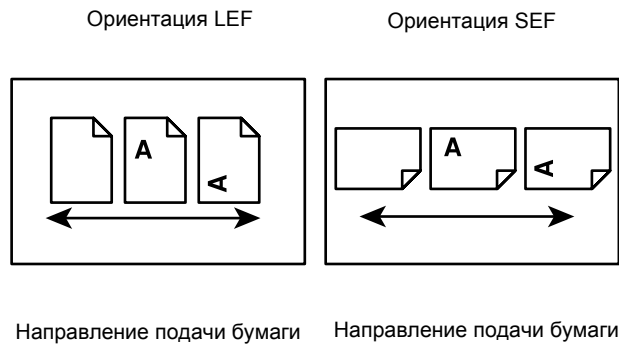 Ориентация LEF
Ориентация SEF
A
A
A
A
Направление подачи бумаги
Направление подачи бумаги